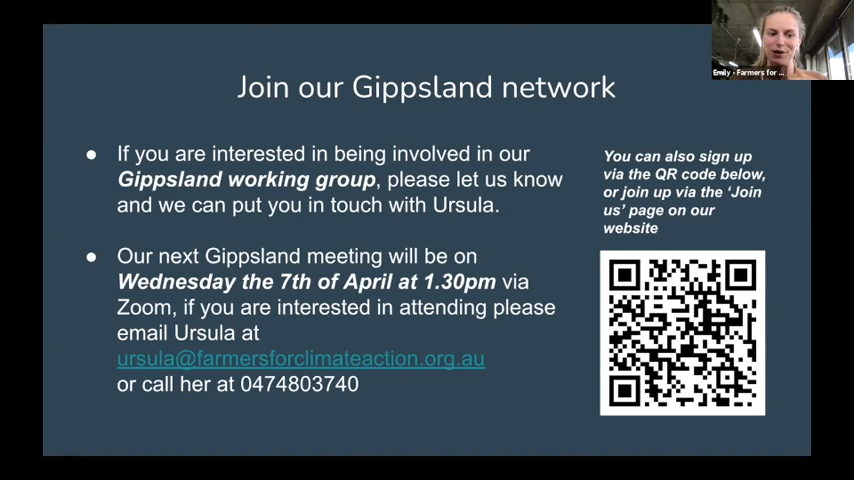 Emily - Farmers for ...
Join our Gippsland network
● If you are interested in being involved in our
Gippsland working group, please let us know
and we can put you in touch with Ursula.
● Our next Gippsland meeting will be on
Wednesday the 7th of April at 1.30pm via
Zoom, if you are interested in attending please
email Ursula at
ursula@farmersforclimateaction.org.au
or call her at 0474803740
You can also sign up
via the QR code below,
or join up via the ‘Join
us’ page on our
website